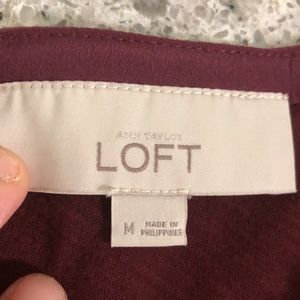 ANN TAYLOR
LOFT
M
MADE IN
PHILIPPINES